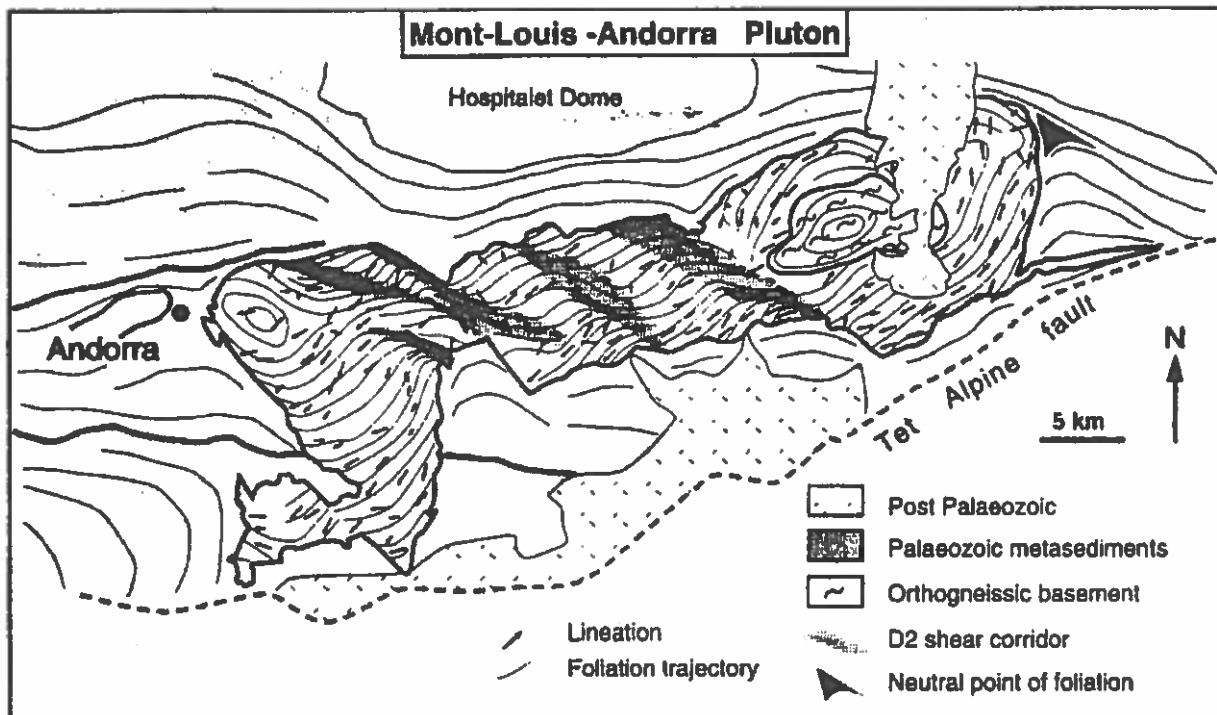 Mont-Louis -Andorra Pluton
Hospitalet Dome
Andorra
Tet Alpine fault
N
5 km
Post Palaeozoic
Palaeozoic metasediments
Orthogneissic basement
Lineation
D2 shear corridor
Foliation trajectory
Neutral point of foliation